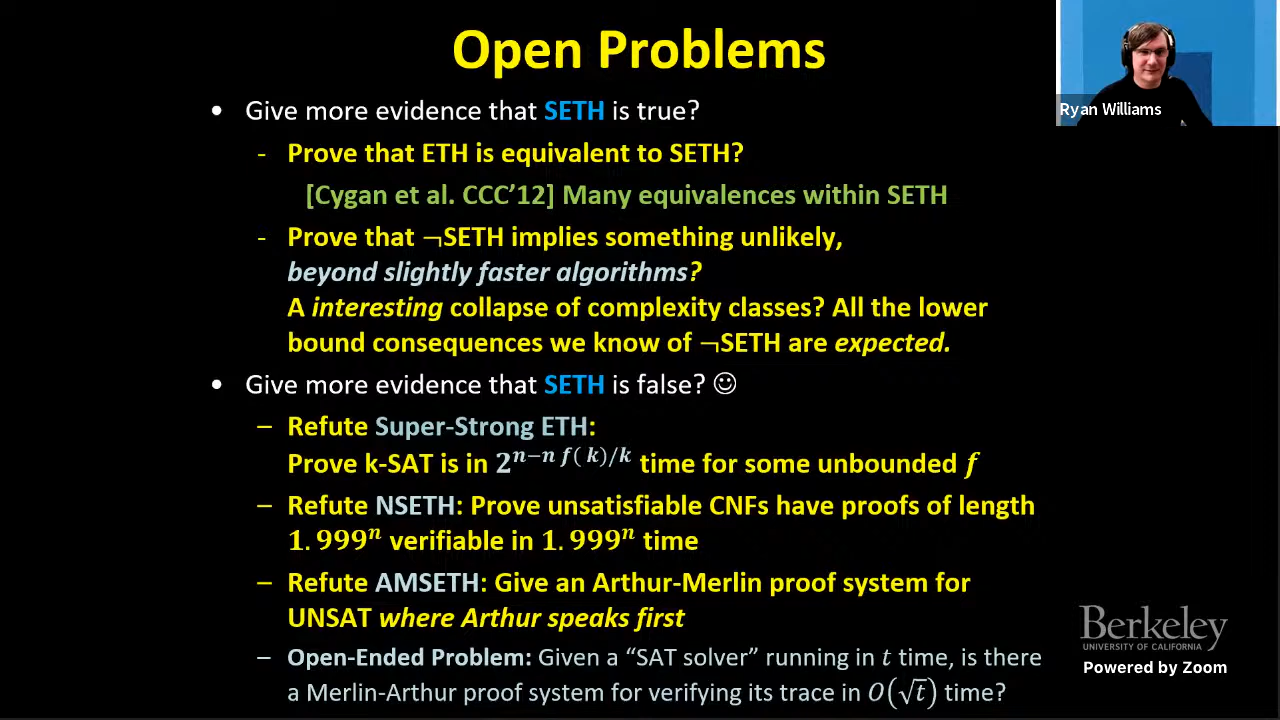 Open Problems
Ryan Williams
• Give more evidence that SETH is true?
- Prove that ETH is equivalent to SETH?
[Cygan et al. CCC’12] Many equivalences within SETH
- Prove that ¬SETH implies something unlikely,
beyond slightly faster algorithms?
A interesting collapse of complexity classes? All the lower
bound consequences we know of ¬SETH are expected.
• Give more evidence that SETH is false? ☺
– Refute Super-Strong ETH:
Prove k-SAT is in 2^{n−n f( k)/k} time for some unbounded f
– Refute NSETH: Prove unsatisfiable CNFs have proofs of length
1.999^n verifiable in 1.999^n time
– Refute AMSETH: Give an Arthur-Merlin proof system for
UNSAT where Arthur speaks first
– Open-Ended Problem: Given a “SAT solver” running in t time, is there
a Merlin-Arthur proof system for verifying its trace in O(√t) time?
Berkeley
UNIVERSITY OF CALIFORNIA
Powered by Zoom